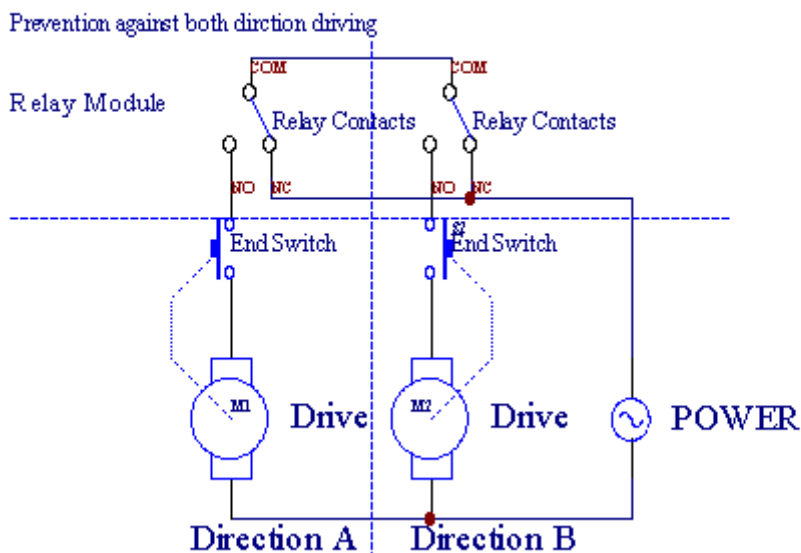 Prevention against both dirction driving
COM
COM
Relay Module
Relay Contacts
Relay Contacts
NO
NC
NO
NC
End Switch
S2
End Switch
M1
Drive
M2
Drive
POWER
Direction A
Direction B